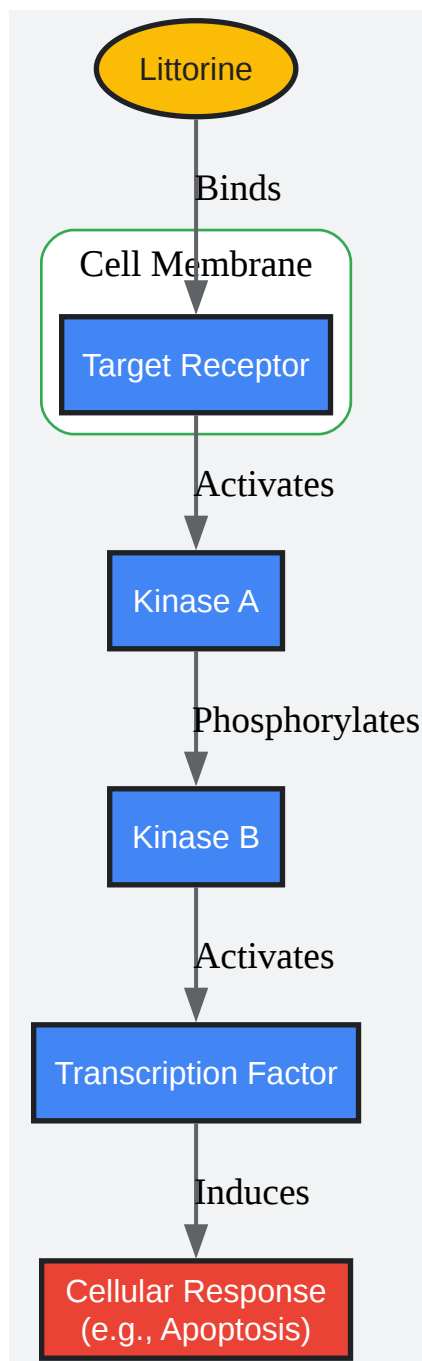 Littorine
Binds
Cell Membrane
Target Receptor
Activates
Kinase A
Phosphorylates
Kinase B
Activates
Transcription Factor
Induces
Cellular Response
(e.g., Apoptosis)